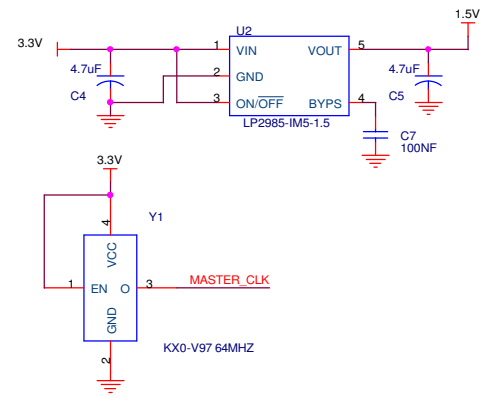 1.5V
U2
3.3V
1 VIN VOUT 5
4.7uF
2 GND
4.7uF
C4
3 ON/OFF BYPS 4
C5
LP2985-IM5-1.5
C7
100NF
3.3V
4
Y1
VCC
1 EN O 3 MASTER_CLK
GND
2
KX0-V97 64MHZ